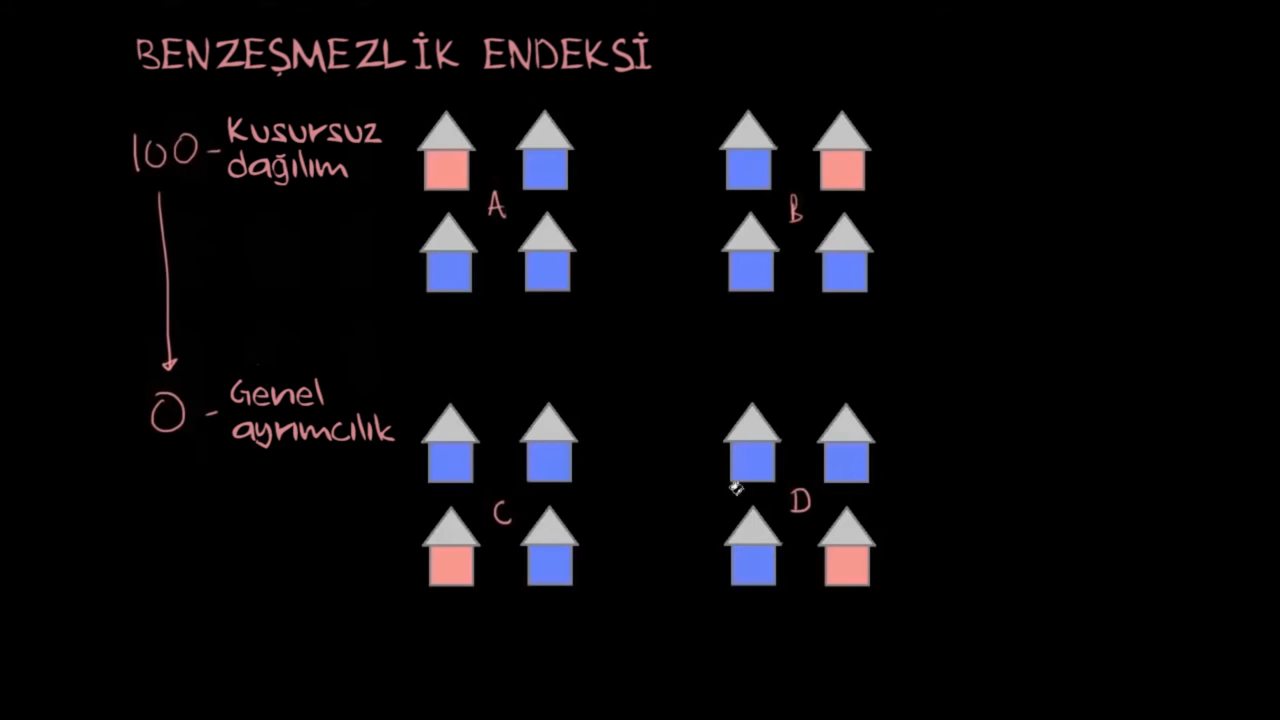 BENZEŞMEZLİK ENDEKSİ
100 - Kusursuz
dağılım
A
B
0 - Genel
ayrımcılık
C
D